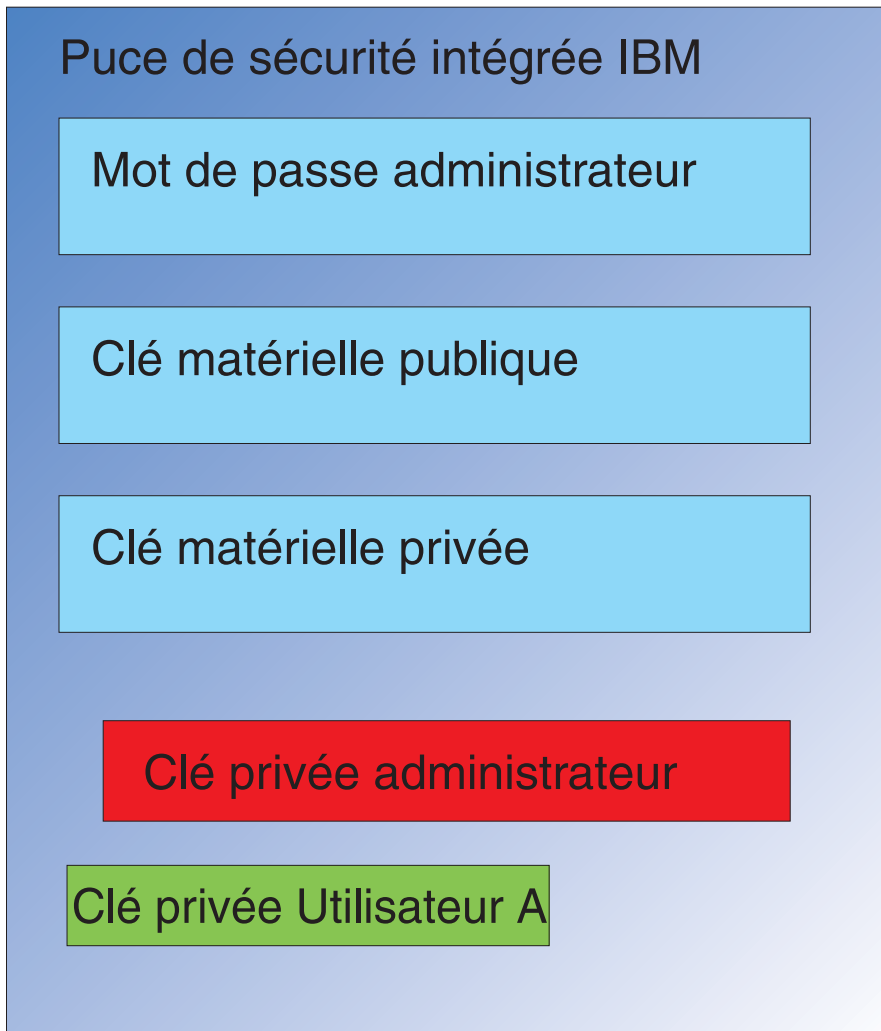 Puce de sécurité intégrée IBM
Mot de passe administrateur
Clé matérielle publique
Clé matérielle privée
Clé privée administrateur
Clé privée Utilisateur A